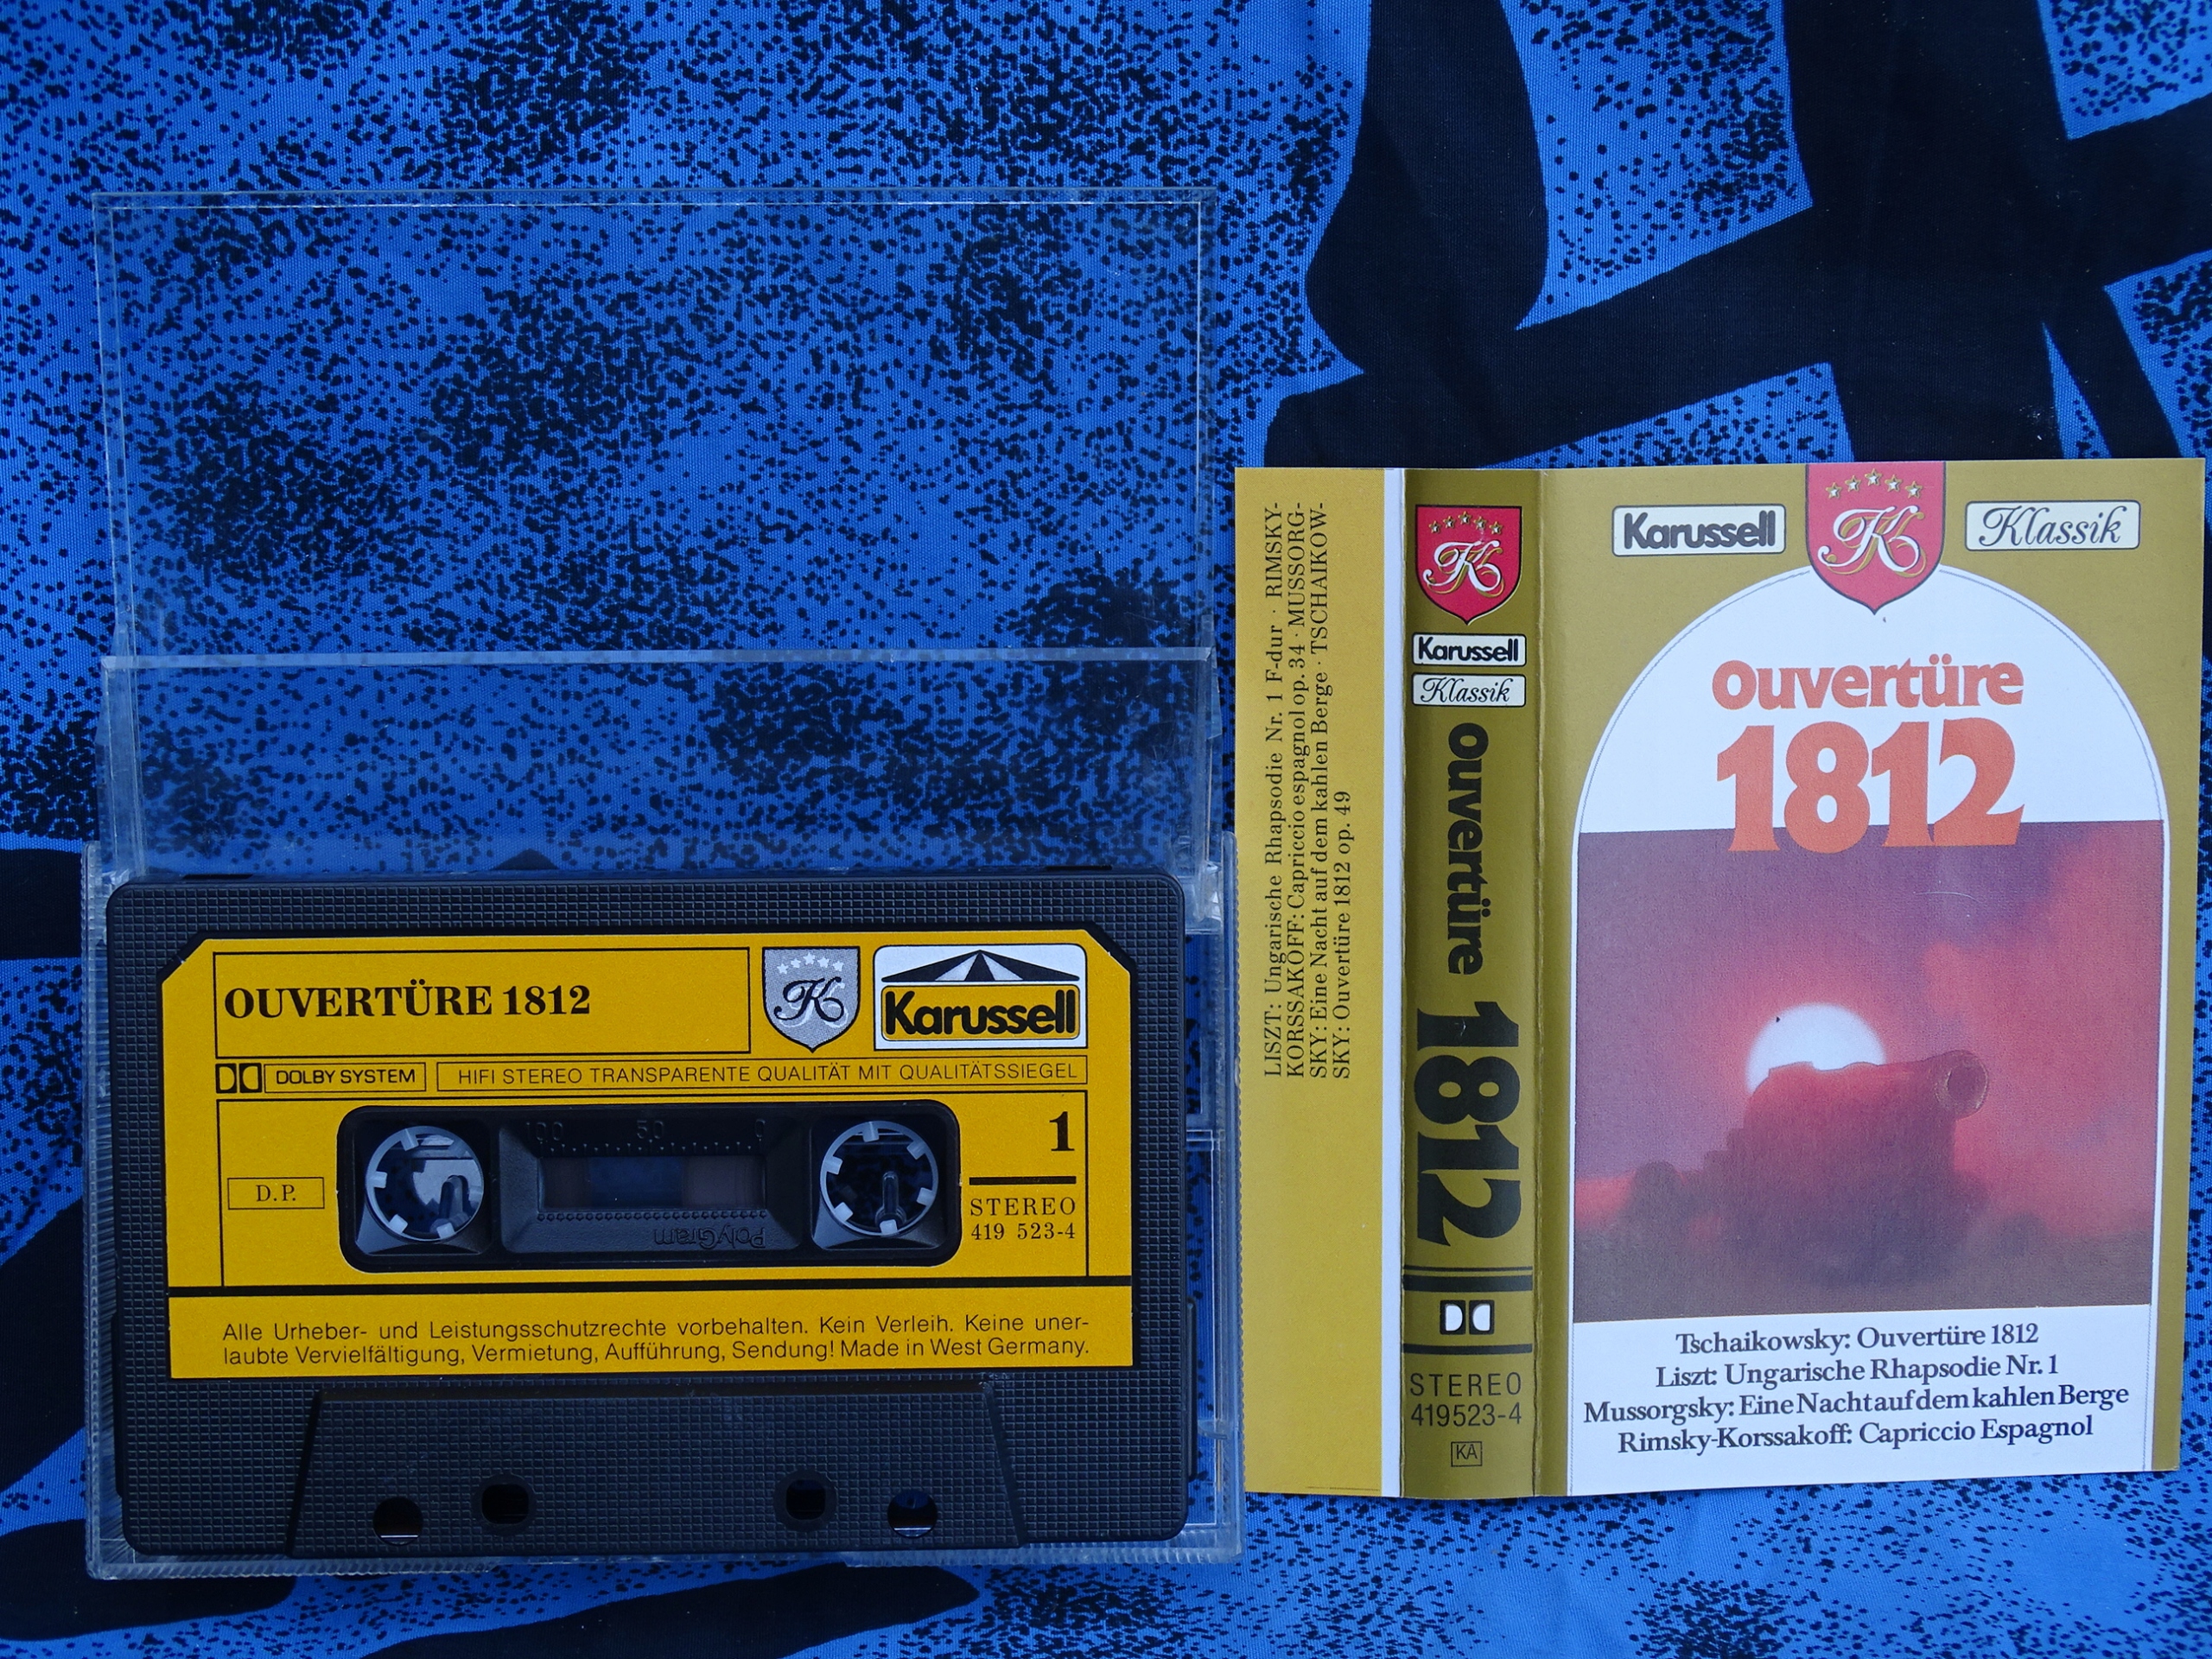 OUVERTÜRE 1812
K
Karussell
DOLBY SYSTEM
HIFI STEREO TRANSPARENTE QUALITÄT MIT QUALITÄTSSIEGEL
100 50 0
1
D.P.
STEREO
419 523-4
PolyGram
Alle Urheber- und Leistungsschutzrechte vorbehalten. Kein Verleih. Keine uner-
laubte Vervielfältigung, Vermietung, Aufführung, Sendung! Made in West Germany.
LISZT: Ungarische Rhapsodie Nr. 1 F-dur · RIMSKY-
KORSSAKOFF: Capriccio espagnol op. 34 · MUSSORG-
SKY: Eine Nacht auf dem kahlen Berge · TSCHAIKOW-
SKY: Ouvertüre 1812 op. 49
K
Karussell
Klassik
ouvertüre 1812
STEREO
419523-4
KA
Karussell
K
Klassik
ouvertüre
1812
Tschaikowsky: Ouvertüre 1812
Liszt: Ungarische Rhapsodie Nr. 1
Mussorgsky: Eine Nacht auf dem kahlen Berge
Rimsky-Korssakoff: Capriccio Espagnol